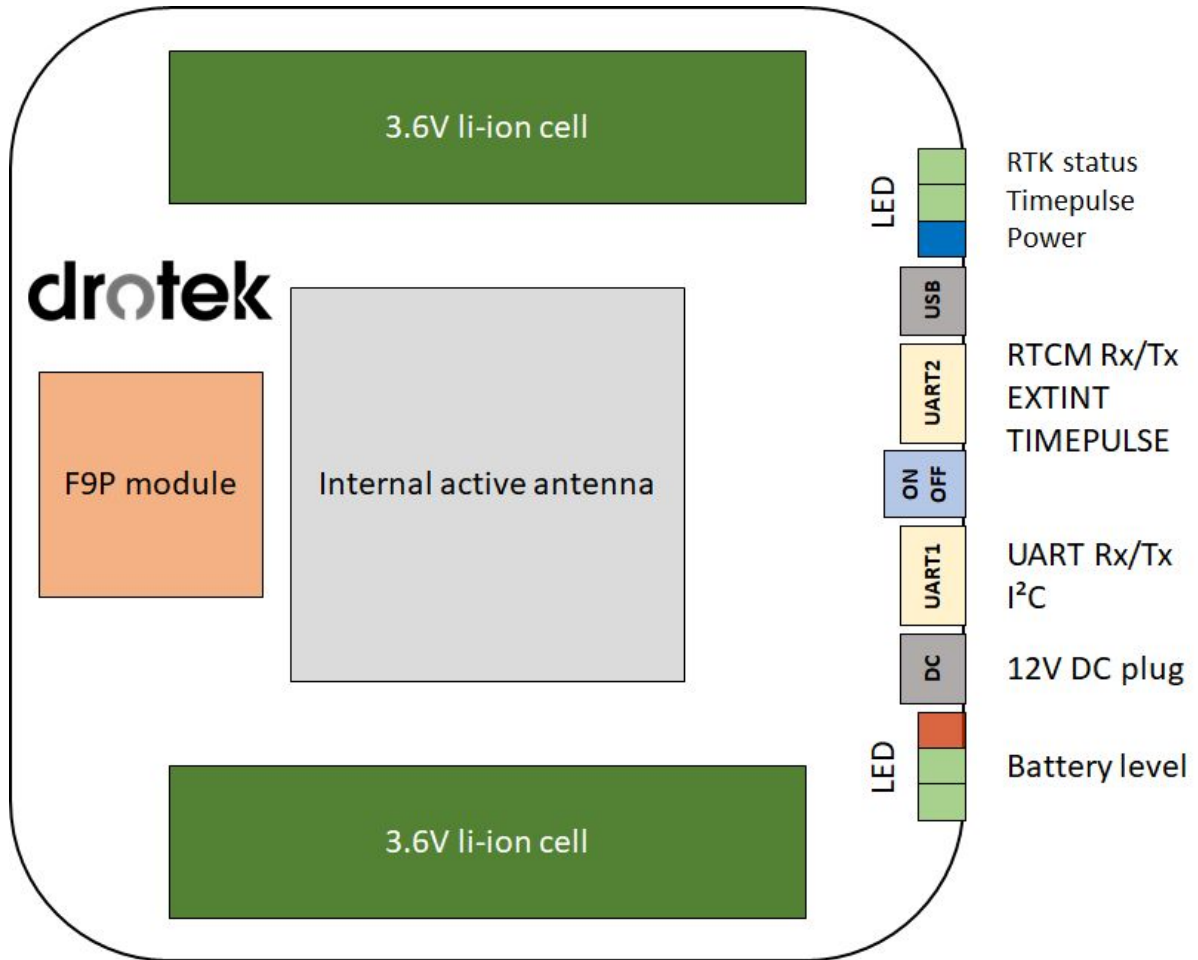 3.6V li-ion cell
LED
RTK status
Timepulse
Power
drotek
USB
UART2
RTCM Rx/Tx
EXTINT
TIMEPULSE
F9P module
Internal active antenna
ON
OFF
UART1
UART Rx/Tx
I²C
DC
12V DC plug
LED
Battery level
3.6V li-ion cell